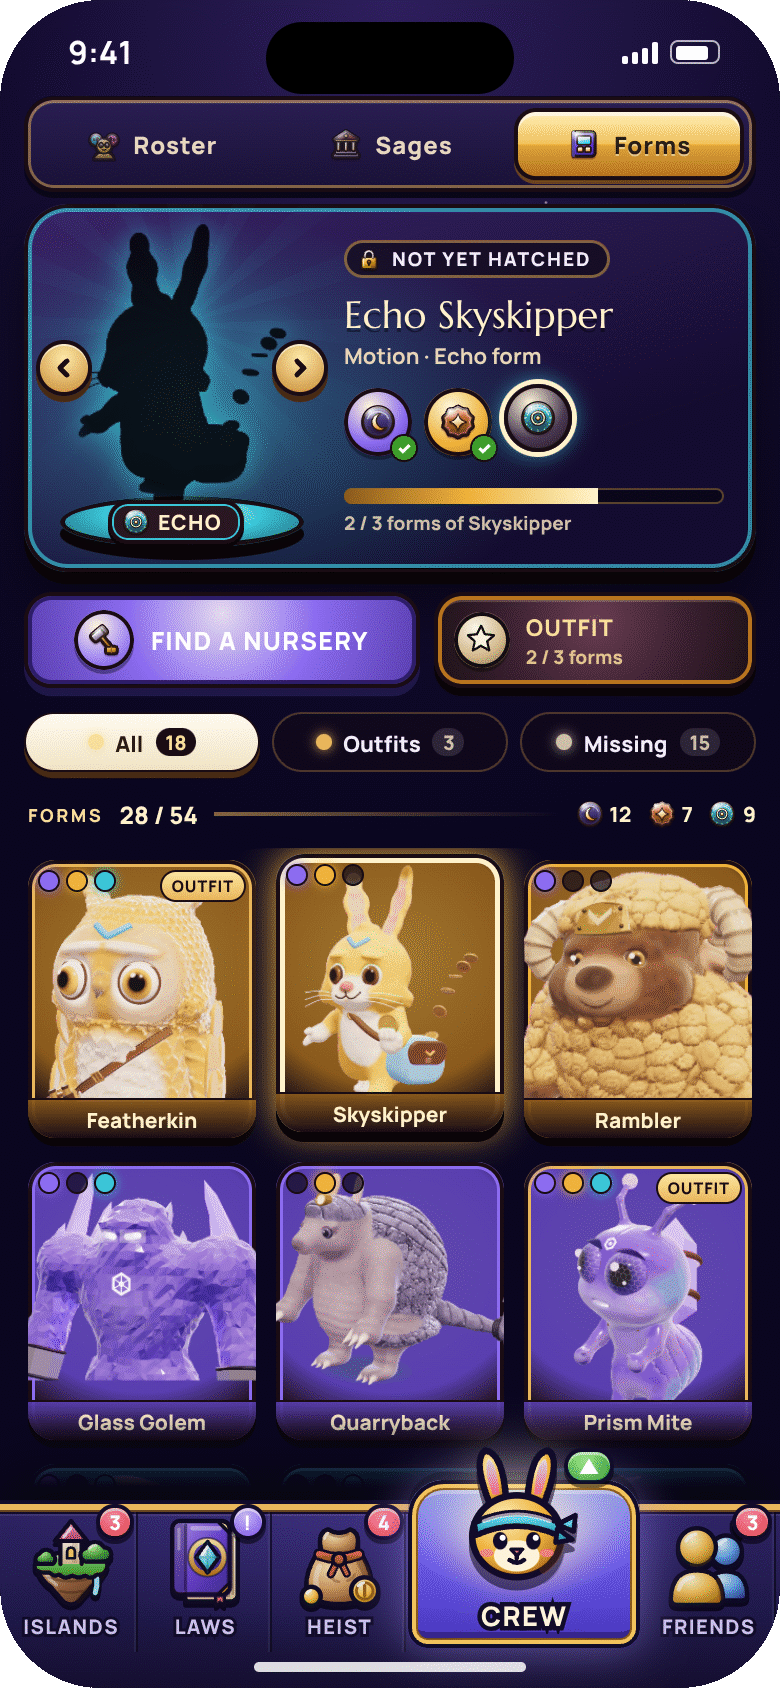 9:41
Roster
Sages
Forms
NOT YET HATCHED
Echo Skyskipper
Motion · Echo form
ECHO
2 / 3 forms of Skyskipper
FIND A NURSERY
OUTFIT
2 / 3 forms
All 18
Outfits 3
Missing 15
FORMS 28 / 54
12 7 9
OUTFIT
Featherkin
Skyskipper
Rambler
OUTFIT
Glass Golem
Quarryback
Prism Mite
3
!
4
3
ISLANDS
LAWS
HEIST
CREW
FRIENDS